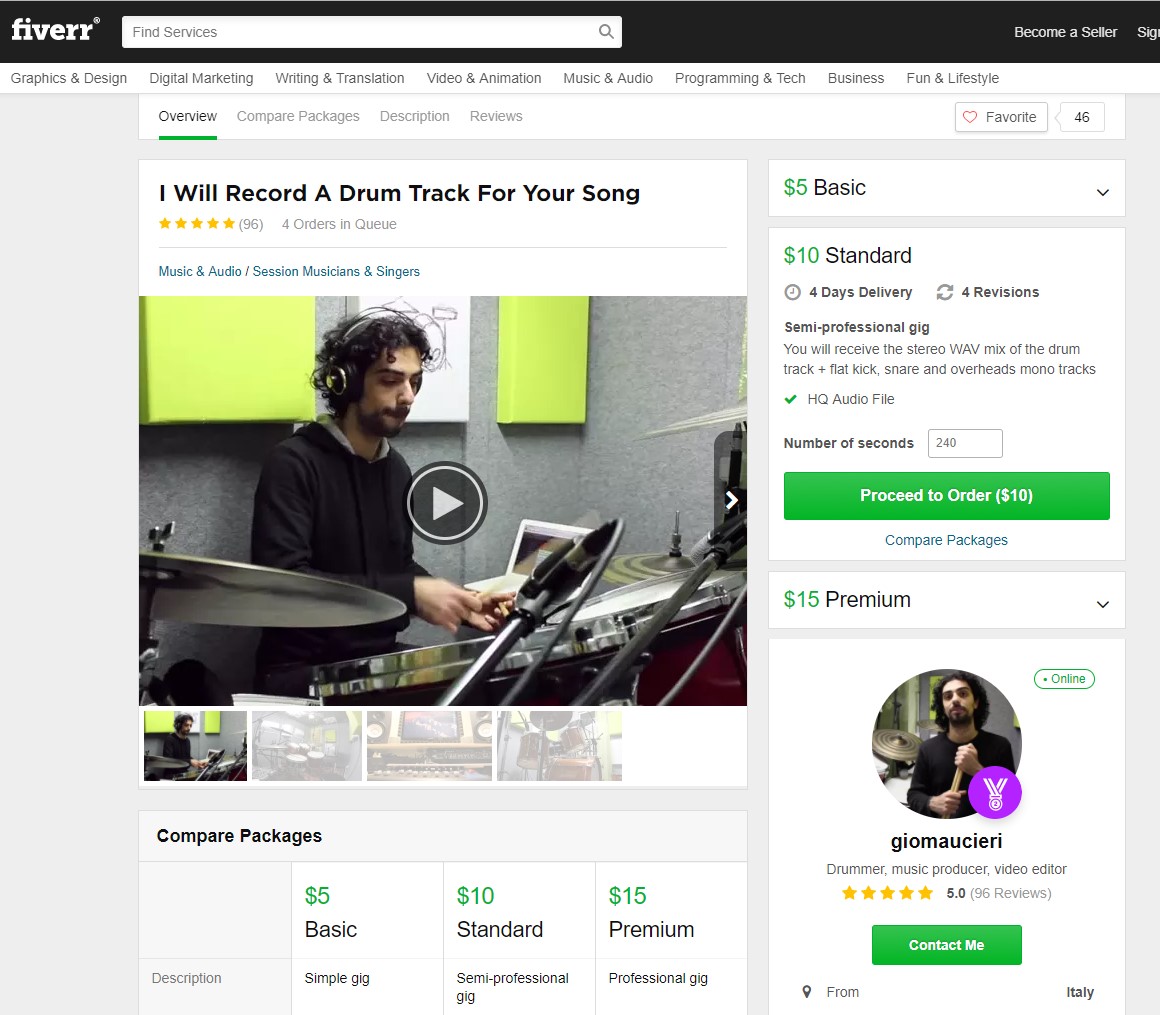 fiverr®
Find Services
Become a Seller
Graphics & Design
Digital Marketing
Writing & Translation
Video & Animation
Music & Audio
Programming & Tech
Business
Fun & Lifestyle
Overview
Compare Packages
Description
Reviews
Favorite
46
I Will Record A Drum Track For Your Song
(96)
4 Orders in Queue
Music & Audio / Session Musicians & Singers
$5 Basic
$10 Standard
4 Days Delivery
4 Revisions
Semi-professional gig
You will receive the stereo WAV mix of the drum
track + flat kick, snare and overheads mono tracks
HQ Audio File
Number of seconds
240
Proceed to Order ($10)
Compare Packages
$15 Premium
• Online
2
giomaucieri
Drummer, music producer, video editor
5.0 (96 Reviews)
Contact Me
From
Italy
Compare Packages
$5
Basic
$10
Standard
$15
Premium
Description
Simple gig
Semi-professional
gig
Professional gig